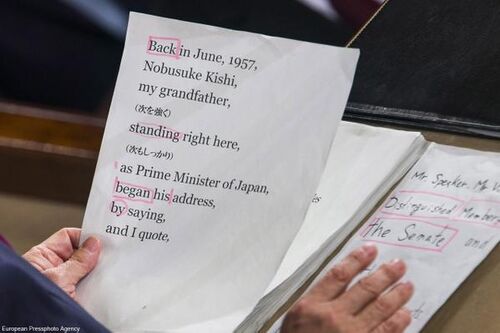 Back in June, 1957,
Nobusuke Kishi,
my grandfather,
(次を強く)
standing right here,
(次もしっかり)
as Prime Minister of Japan,
began his address,
by saying,
and I quote,
Mr. Speaker. Mr.
Distinguished Member
the Senate and
European Pressphoto Agency